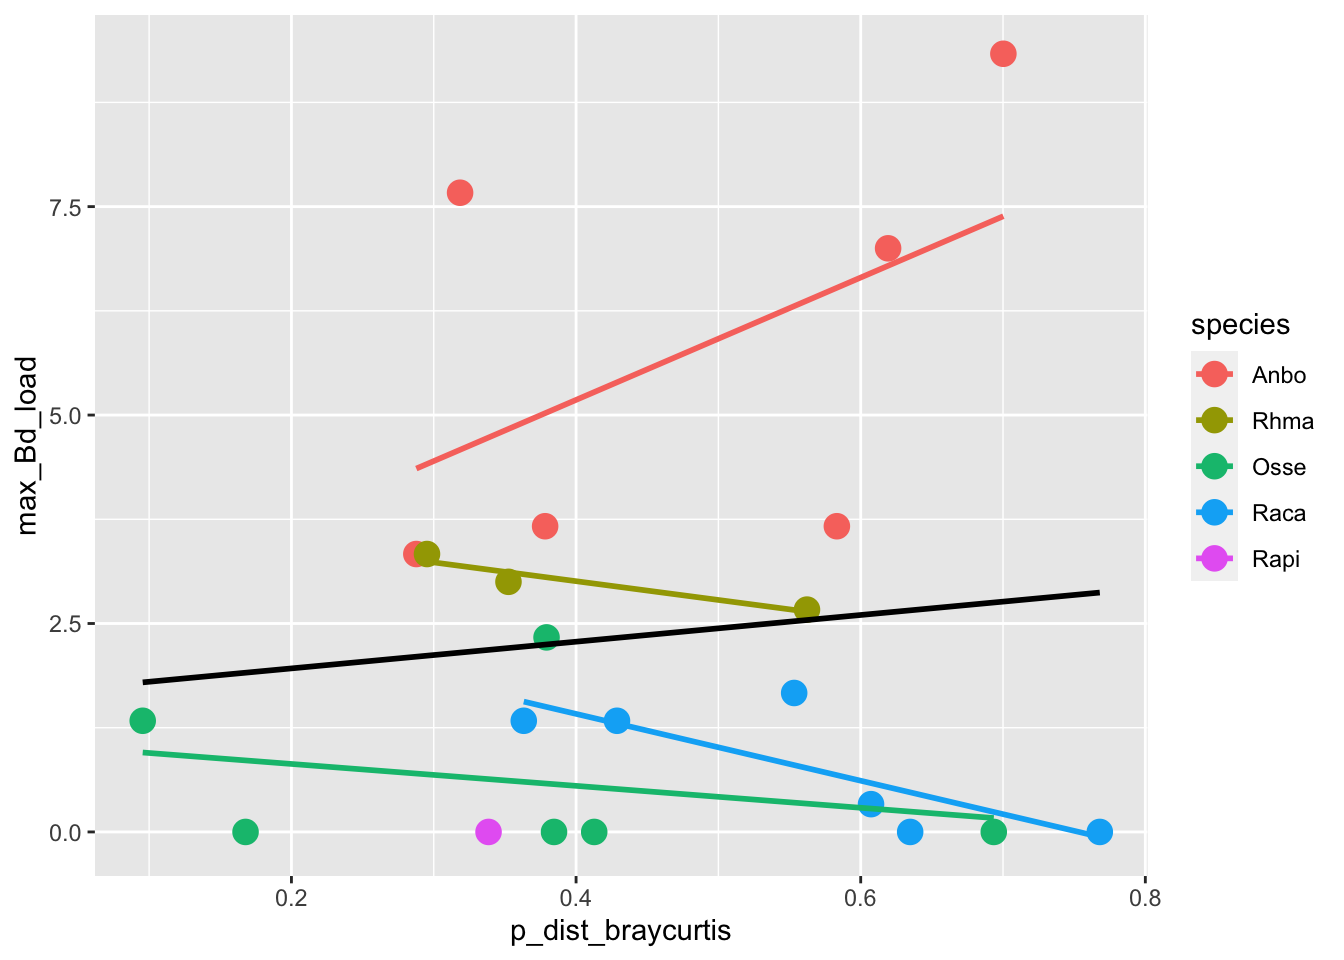 max_Bd_load
7.5
5.0
2.5
0.0
0.2 0.4 0.6 0.8
p_dist_braycurtis
species
Anbo
Rhma
Osse
Raca
Rapi